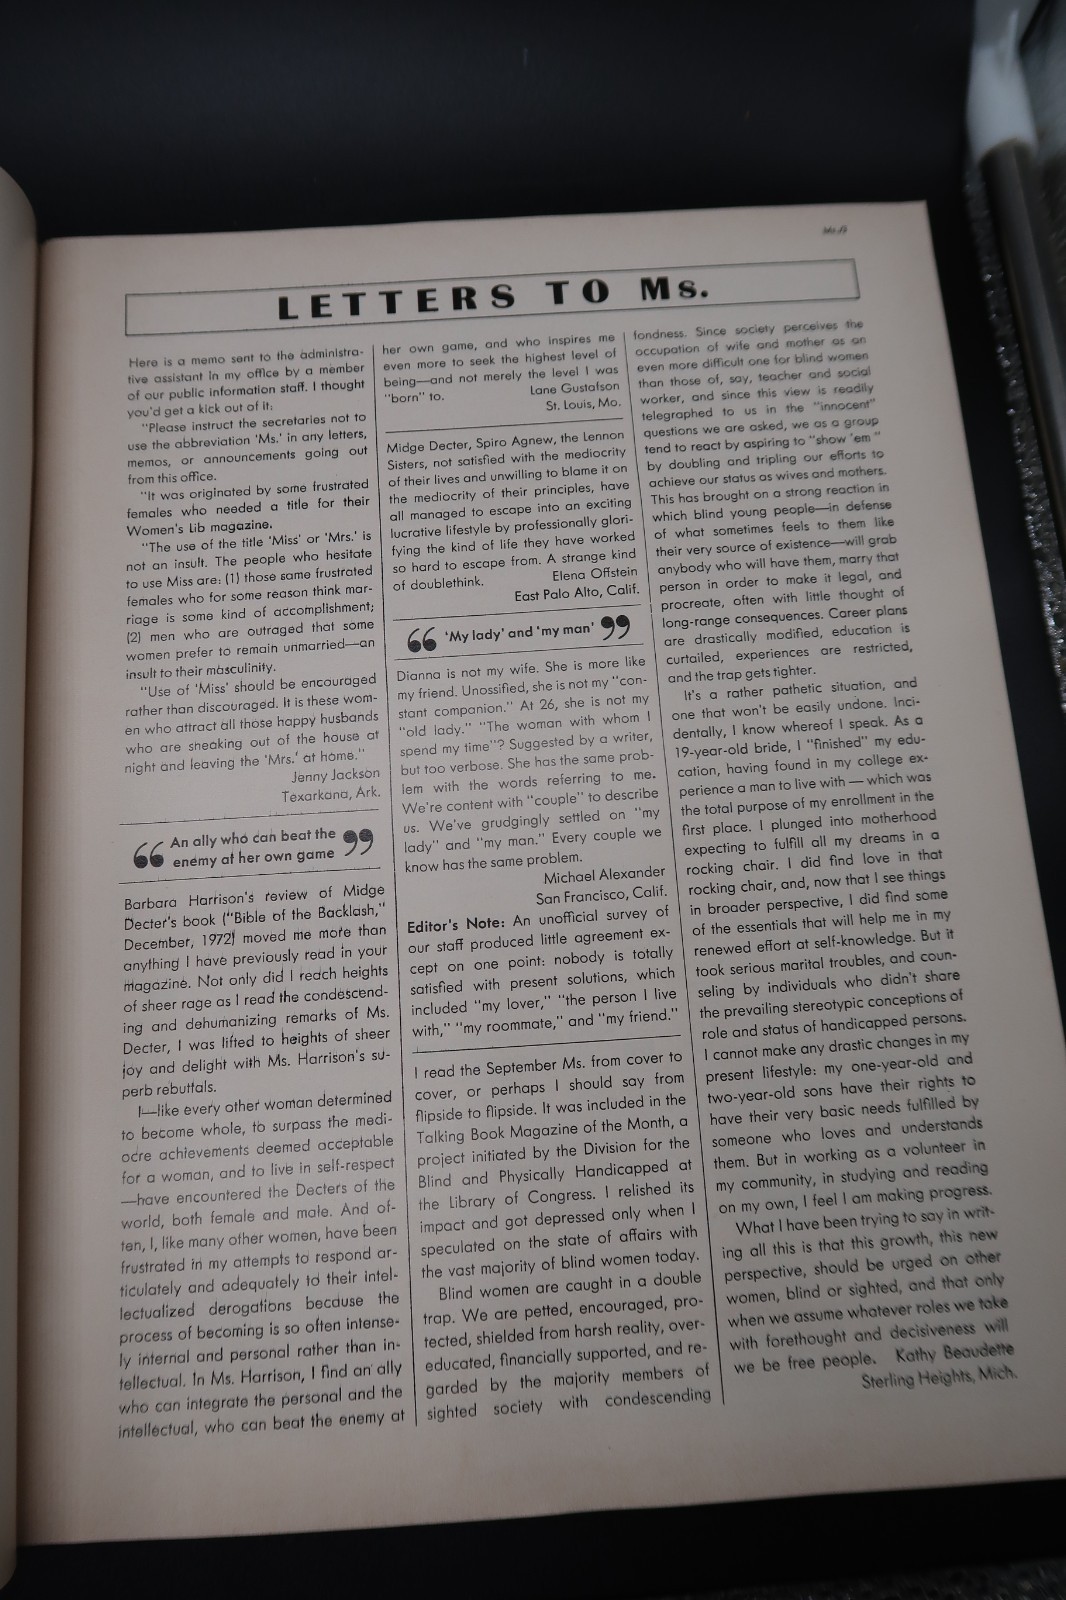 LETTERS TO Ms.
Here is a memo sent to the administra-
tive assistant in my office by a member
of our public information staff. I thought
you'd get a kick out of it:
"Please instruct the secretaries not to
use the abbreviation 'Ms.' in any letters,
memos, or announcements going out
from this office.
"It was originated by some frustrated
females who needed a title for their
Women's Lib magazine.
"The use of the title 'Miss' or 'Mrs.' is
not an insult. The people who hesitate
to use Miss are: (1) those same frustrated
females who for some reason think mar-
riage is some kind of accomplishment;
(2) men who are outraged that some
women prefer to remain unmarried—an
insult to their masculinity.
"Use of 'Miss' should be encouraged
rather than discouraged. It is these wom-
en who attract all those happy husbands
who are sneaking out of the house at
night and leaving the 'Mrs.' at home."
Jenny Jackson
Texarkana, Ark.
"An ally who can beat the
enemy at her own game"
Barbara Harrison's review of Midge
Decter's book ("Bible of the Backlash,"
December, 1972) moved me more than
anything I have previously read in your
magazine. Not only did I reach heights
of sheer rage as I read the condescend-
ing and dehumanizing remarks of Ms.
Decter, I was lifted to heights of sheer
joy and delight with Ms. Harrison's su-
perb rebuttals.
I—like every other woman determined
to become whole, to surpass the medi-
ocre achievements deemed acceptable
for a woman, and to live in self-respect
—have encountered the Decters of the
world, both female and male. And of-
ten, I, like many other women, have been
frustrated in my attempts to respond ar-
ticulately and adequately to their intel-
lectualized derogations because the
process of becoming is so often intense-
ly internal and personal rather than in-
tellectual. In Ms. Harrison, I find an ally
who can integrate the personal and the
intellectual, who can beat the enemy at
her own game, and who inspires me
even more to seek the highest level of
being—and not merely the level I was
"born" to. Lane Gustafson
St. Louis, Mo.
Midge Decter, Spiro Agnew, the Lennon
Sisters, not satisfied with the mediocrity
of their lives and unwilling to blame it on
the mediocrity of their principles, have
all managed to escape into an exciting
lucrative lifestyle by professionally glori-
fying the kind of life they have worked
so hard to escape from. A strange kind
of doublethink. Elena Offstein
East Palo Alto, Calif.
"'My lady' and 'my man'"
Dianna is not my wife. She is more like
my friend. Unossified, she is not my "con-
stant companion." At 26, she is not my
"old lady." "The woman with whom I
spend my time"? Suggested by a writer,
but too verbose. She has the same prob-
lem with the words referring to me.
We're content with "couple" to describe
us. We've grudgingly settled on "my
lady" and "my man." Every couple we
know has the same problem.
Michael Alexander
San Francisco, Calif.
Editor's Note: An unofficial survey of
our staff produced little agreement ex-
cept on one point: nobody is totally
satisfied with present solutions, which
included "my lover," "the person I live
with," "my roommate," and "my friend."
I read the September Ms. from cover to
cover, or perhaps I should say from
flipside to flipside. It was included in the
Talking Book Magazine of the Month, a
project initiated by the Division for the
Blind and Physically Handicapped at
the Library of Congress. I relished its
impact and got depressed only when I
speculated on the state of affairs with
the vast majority of blind women today.
Blind women are caught in a double
trap. We are petted, encouraged, pro-
tected, shielded from harsh reality, over-
educated, financially supported, and re-
garded by the majority members of
sighted society with condescending
fondness. Since society perceives the
occupation of wife and mother as an
even more difficult one for blind women
than those of, say, teacher and social
worker, and since this view is readily
telegraphed to us in the "innocent"
questions we are asked, we as a group
tend to react by aspiring to "show 'em"
by doubling and tripling our efforts to
achieve our status as wives and mothers.
This has brought on a strong reaction in
which blind young people—in defense
of what sometimes feels to them like
their very source of existence—will grab
anybody who will have them, marry that
person in order to make it legal, and
procreate, often with little thought of
long-range consequences. Career plans
are drastically modified, education is
curtailed, experiences are restricted,
and the trap gets tighter.
It's a rather pathetic situation, and
one that won't be easily undone. Inci-
dentally, I know whereof I speak. As a
19-year-old bride, I "finished" my edu-
cation, having found in my college ex-
perience a man to live with — which was
the total purpose of my enrollment in the
first place. I plunged into motherhood
expecting to fulfill all my dreams in a
rocking chair. I did find love in that
rocking chair, and, now that I see things
in broader perspective, I did find some
of the essentials that will help me in my
renewed effort at self-knowledge. But it
took serious marital troubles, and coun-
seling by individuals who didn't share
the prevailing stereotypic conceptions of
role and status of handicapped persons.
I cannot make any drastic changes in my
present lifestyle: my one-year-old and
two-year-old sons have their rights to
have their very basic needs fulfilled by
someone who loves and understands
them. But in working as a volunteer in
my community, in studying and reading
on my own, I feel I am making progress.
What I have been trying to say in writ-
ing all this is that this growth, this new
perspective, should be urged on other
women, blind or sighted, and that only
when we assume whatever roles we take
with forethought and decisiveness will
we be free people. Kathy Beaudette
Sterling Heights, Mich.